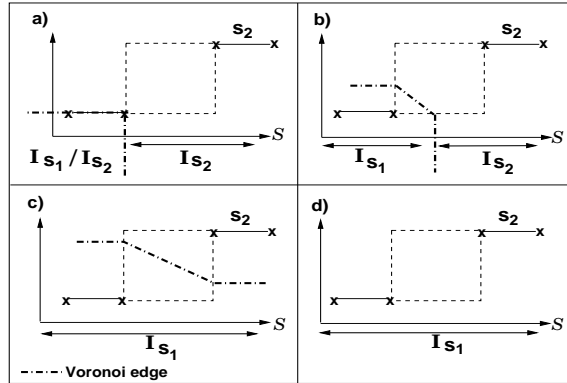 a)
s₂
x x
x x
S
I s₁ / I s₂
I s₂
b)
s₂
x x
x x
S
I s₁
I s₂
c)
s₂
x x
x x
S
I s₁
Voronoi edge
d)
s₂
x x
x x
S
I s₁